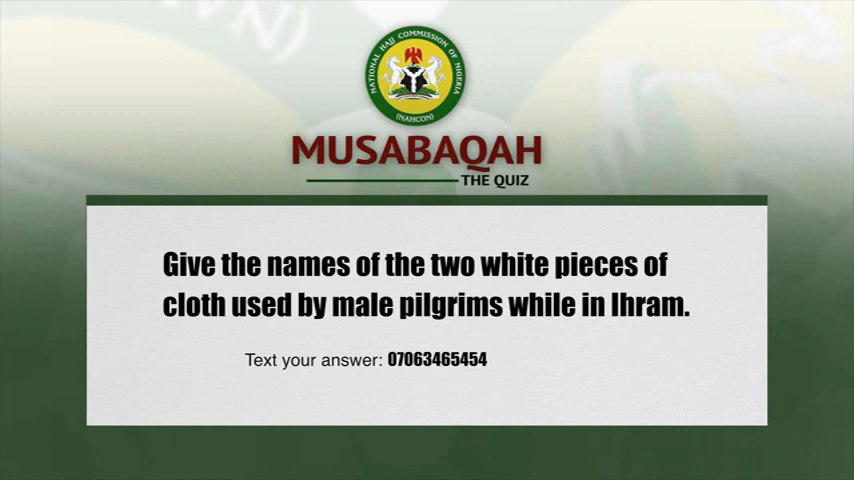 WN)
NATIONAL HAJJ COMMISSION OF NIGERIA
(NAHCON)
MUSABAQAH
THE QUIZ
Give the names of the two white pieces of
cloth used by male pilgrims while in Ihram.
Text your answer: 07063465454